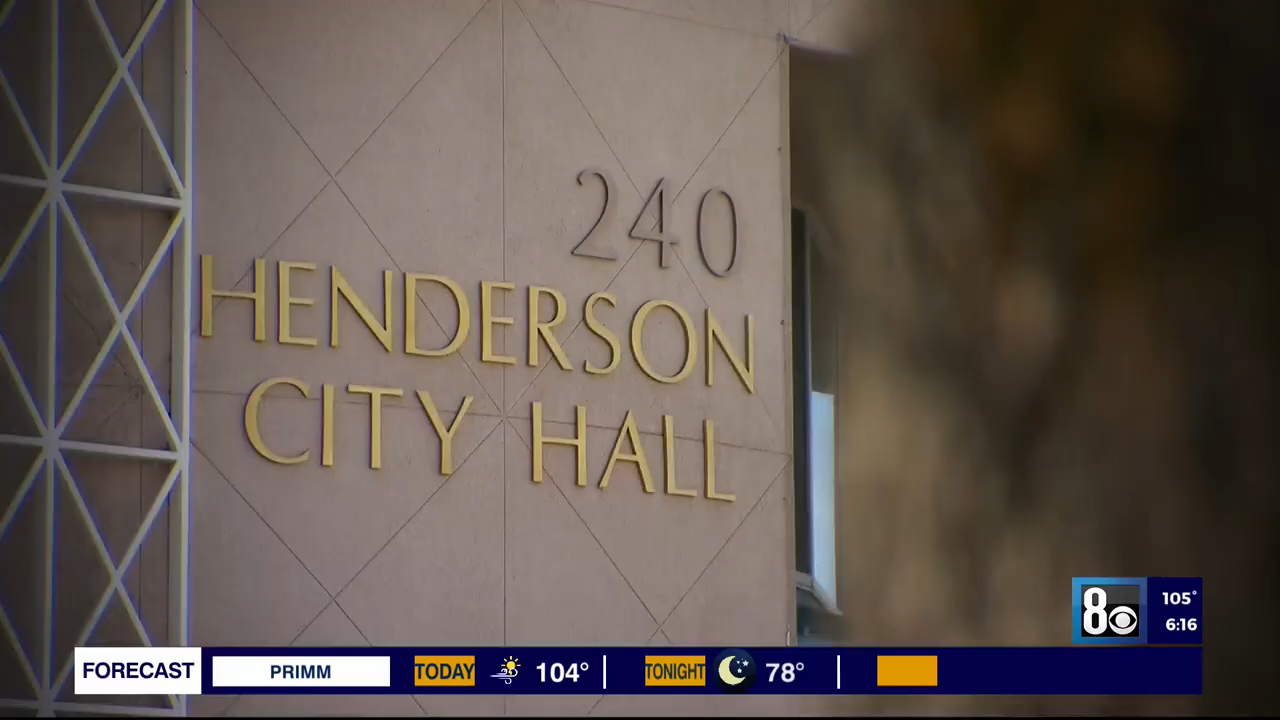 240
HENDERSON
CITY HALL
8
105°
6:16
FORECAST PRIMM TODAY 104° TONIGHT 78°